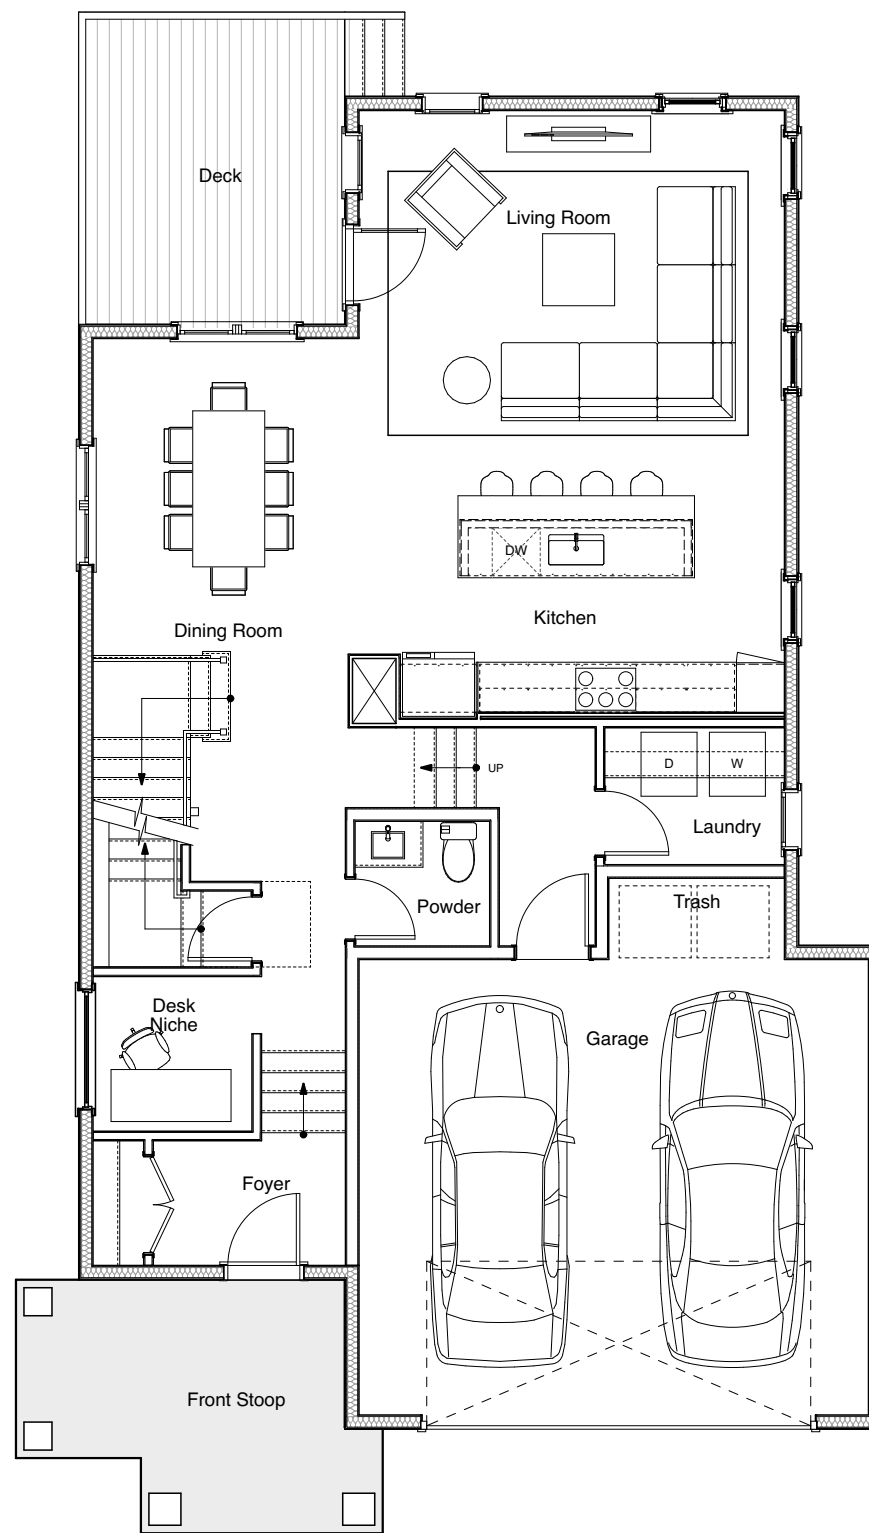 Deck
Living Room
DW
Kitchen
Dining Room
UP
D
W
Laundry
Powder
Trash
Desk
Niche
Garage
Foyer
Front Stoop